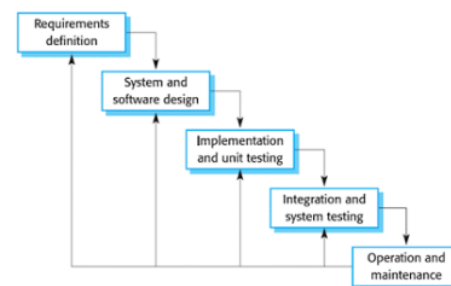 Requirements
definition
System and
software design
Implementation
and unit testing
Integration and
system testing
Operation and
maintenance